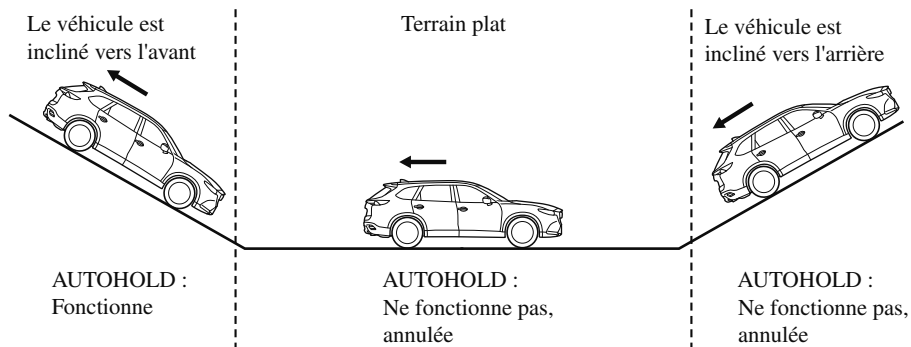 Le véhicule est
incliné vers l'avant
Terrain plat
Le véhicule est
incliné vers l'arrière
AUTOHOLD :
Fonctionne
AUTOHOLD :
Ne fonctionne pas,
annulée
AUTOHOLD :
Ne fonctionne pas,
annulée